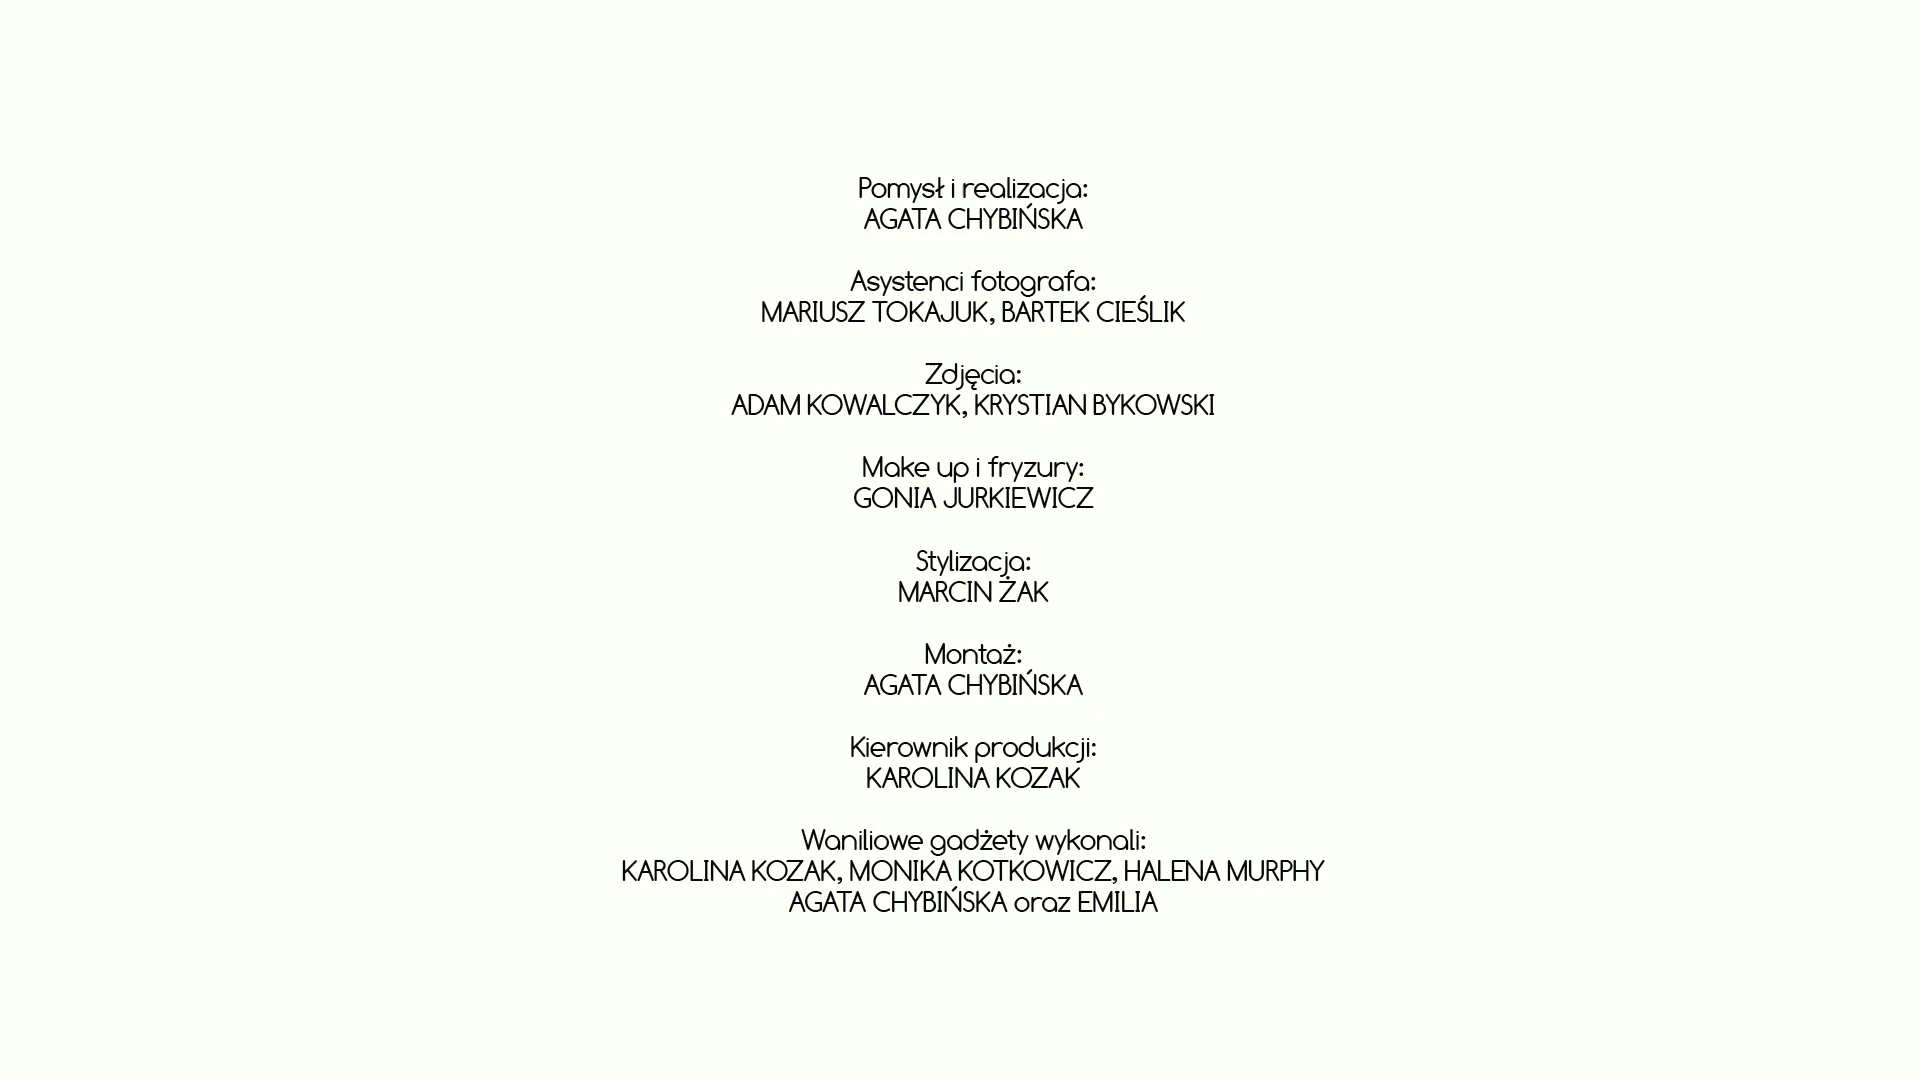 Pomysł i realizacja:
AGATA CHYBIŃSKA
Asystenci fotografa:
MARIUSZ TOKAJUK, BARTEK CIEŚLIK
Zdjęcia:
ADAM KOWALCZYK, KRYSTIAN BYKOWSKI
Make up i fryzury:
GONIA JURKIEWICZ
Stylizacja:
MARCIN ŻAK
Montaż:
AGATA CHYBIŃSKA
Kierownik produkcji:
KAROLINA KOZAK
Waniliowe gadżety wykonali:
KAROLINA KOZAK, MONIKA KOTKOWICZ, HALENA MURPHY
AGATA CHYBIŃSKA oraz EMILIA